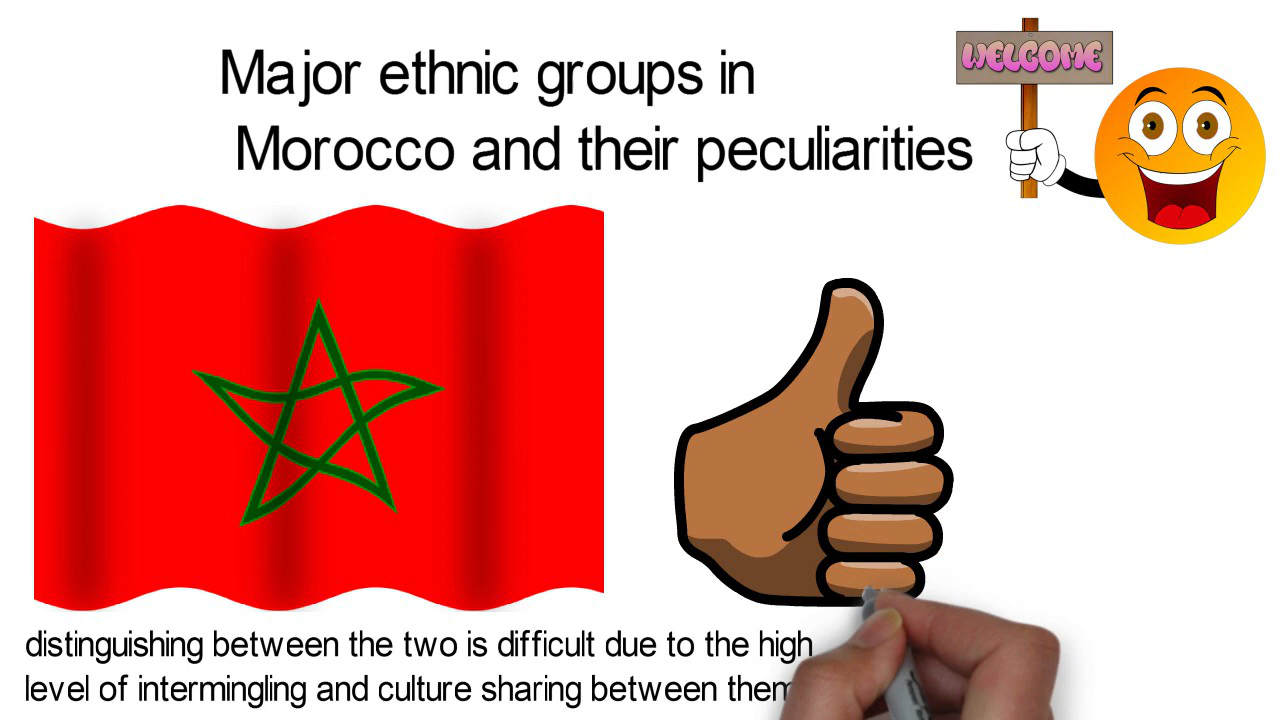 Major ethnic groups in
WELCOME
Morocco and their peculiarities
distinguishing between the two is difficult due to the high
level of intermingling and culture sharing between them